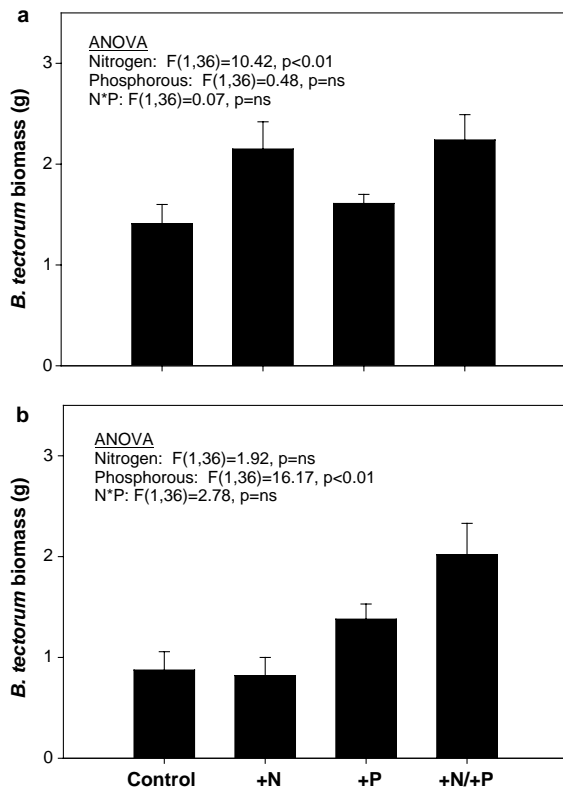 a
ANOVA
Nitrogen: F(1,36)=10.42, p<0.01
Phosphorous: F(1,36)=0.48, p=ns
N*P: F(1,36)=0.07, p=ns
B. tectorum biomass (g)
3
2
1
0
b
ANOVA
Nitrogen: F(1,36)=1.92, p=ns
Phosphorous: F(1,36)=16.17, p<0.01
N*P: F(1,36)=2.78, p=ns
B. tectorum biomass (g)
3
2
1
0
Control +N +P +N/+P